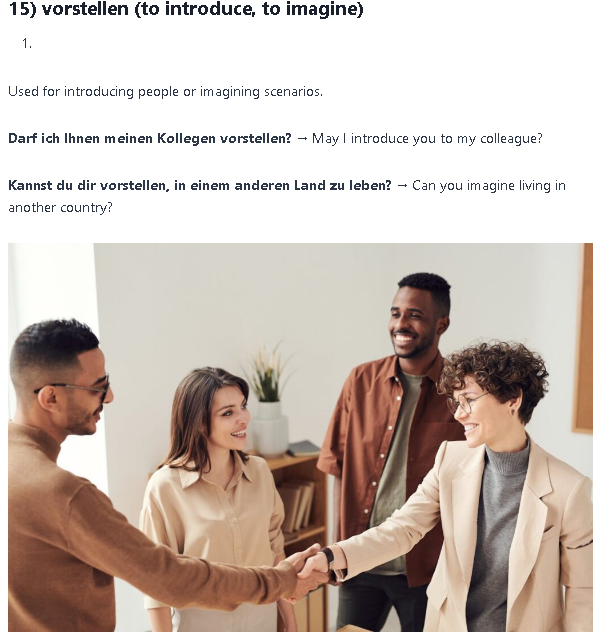 15) vorstellen (to introduce, to imagine)
1.
Used for introducing people or imagining scenarios.
Darf ich Ihnen meinen Kollegen vorstellen? → May I introduce you to my colleague?
Kannst du dir vorstellen, in einem anderen Land zu leben? → Can you imagine living in
another country?